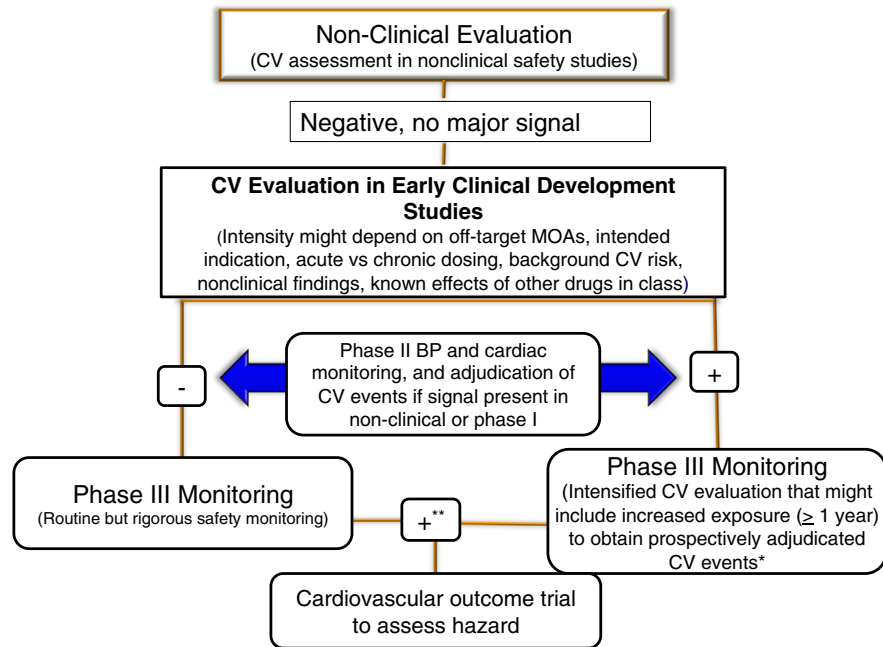 Non-Clinical Evaluation
(CV assessment in nonclinical safety studies)
Negative, no major signal
CV Evaluation in Early Clinical Development
Studies
(Intensity might depend on off-target MOAs, intended
indication, acute vs chronic dosing, background CV risk,
nonclinical findings, known effects of other drugs in class)
Phase II BP and cardiac
monitoring, and adjudication of
CV events if signal present in
non-clinical or phase I
-
+
Phase III Monitoring
(Routine but rigorous safety monitoring)
Phase III Monitoring
(Intensified CV evaluation that might
include increased exposure (≥ 1 year)
to obtain prospectively adjudicated
CV events*
+**
Cardiovascular outcome trial
to assess hazard